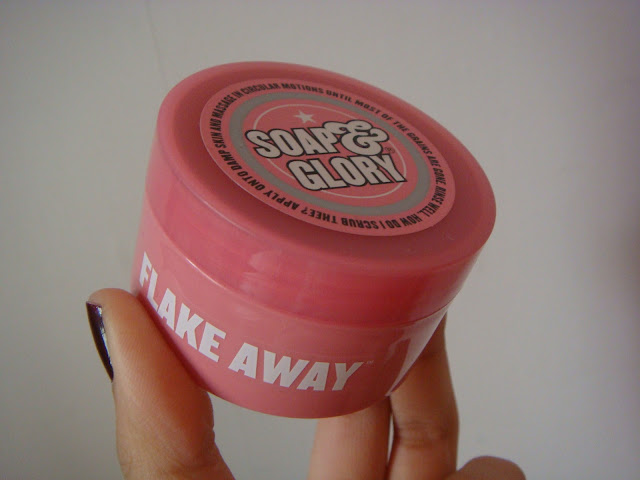 SOAP&
GLORY
HOW DO I SCRUB THEE? APPLY ONTO DAMP SKIN AND MASSAGE IN CIRCULAR MOTIONS UNTIL MOST OF THE GRAINS ARE GONE. RINSE WELL.
FLAKE AWAY™